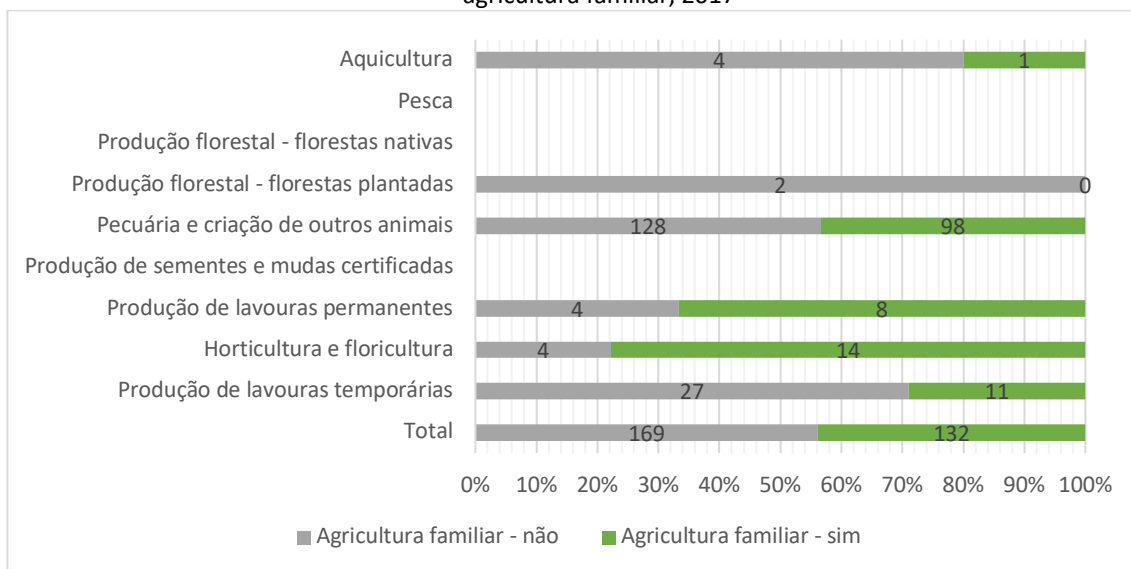 agricultura familiar, 2017
Aquicultura 4 1
Pesca
Produção florestal - florestas nativas
Produção florestal - florestas plantadas 2 0
Pecuária e criação de outros animais 128 98
Produção de sementes e mudas certificadas
Produção de lavouras permanentes 4 8
Horticultura e floricultura 4 14
Produção de lavouras temporárias 27 11
Total 169 132
0% 10% 20% 30% 40% 50% 60% 70% 80% 90% 100%
Agricultura familiar - não Agricultura familiar - sim